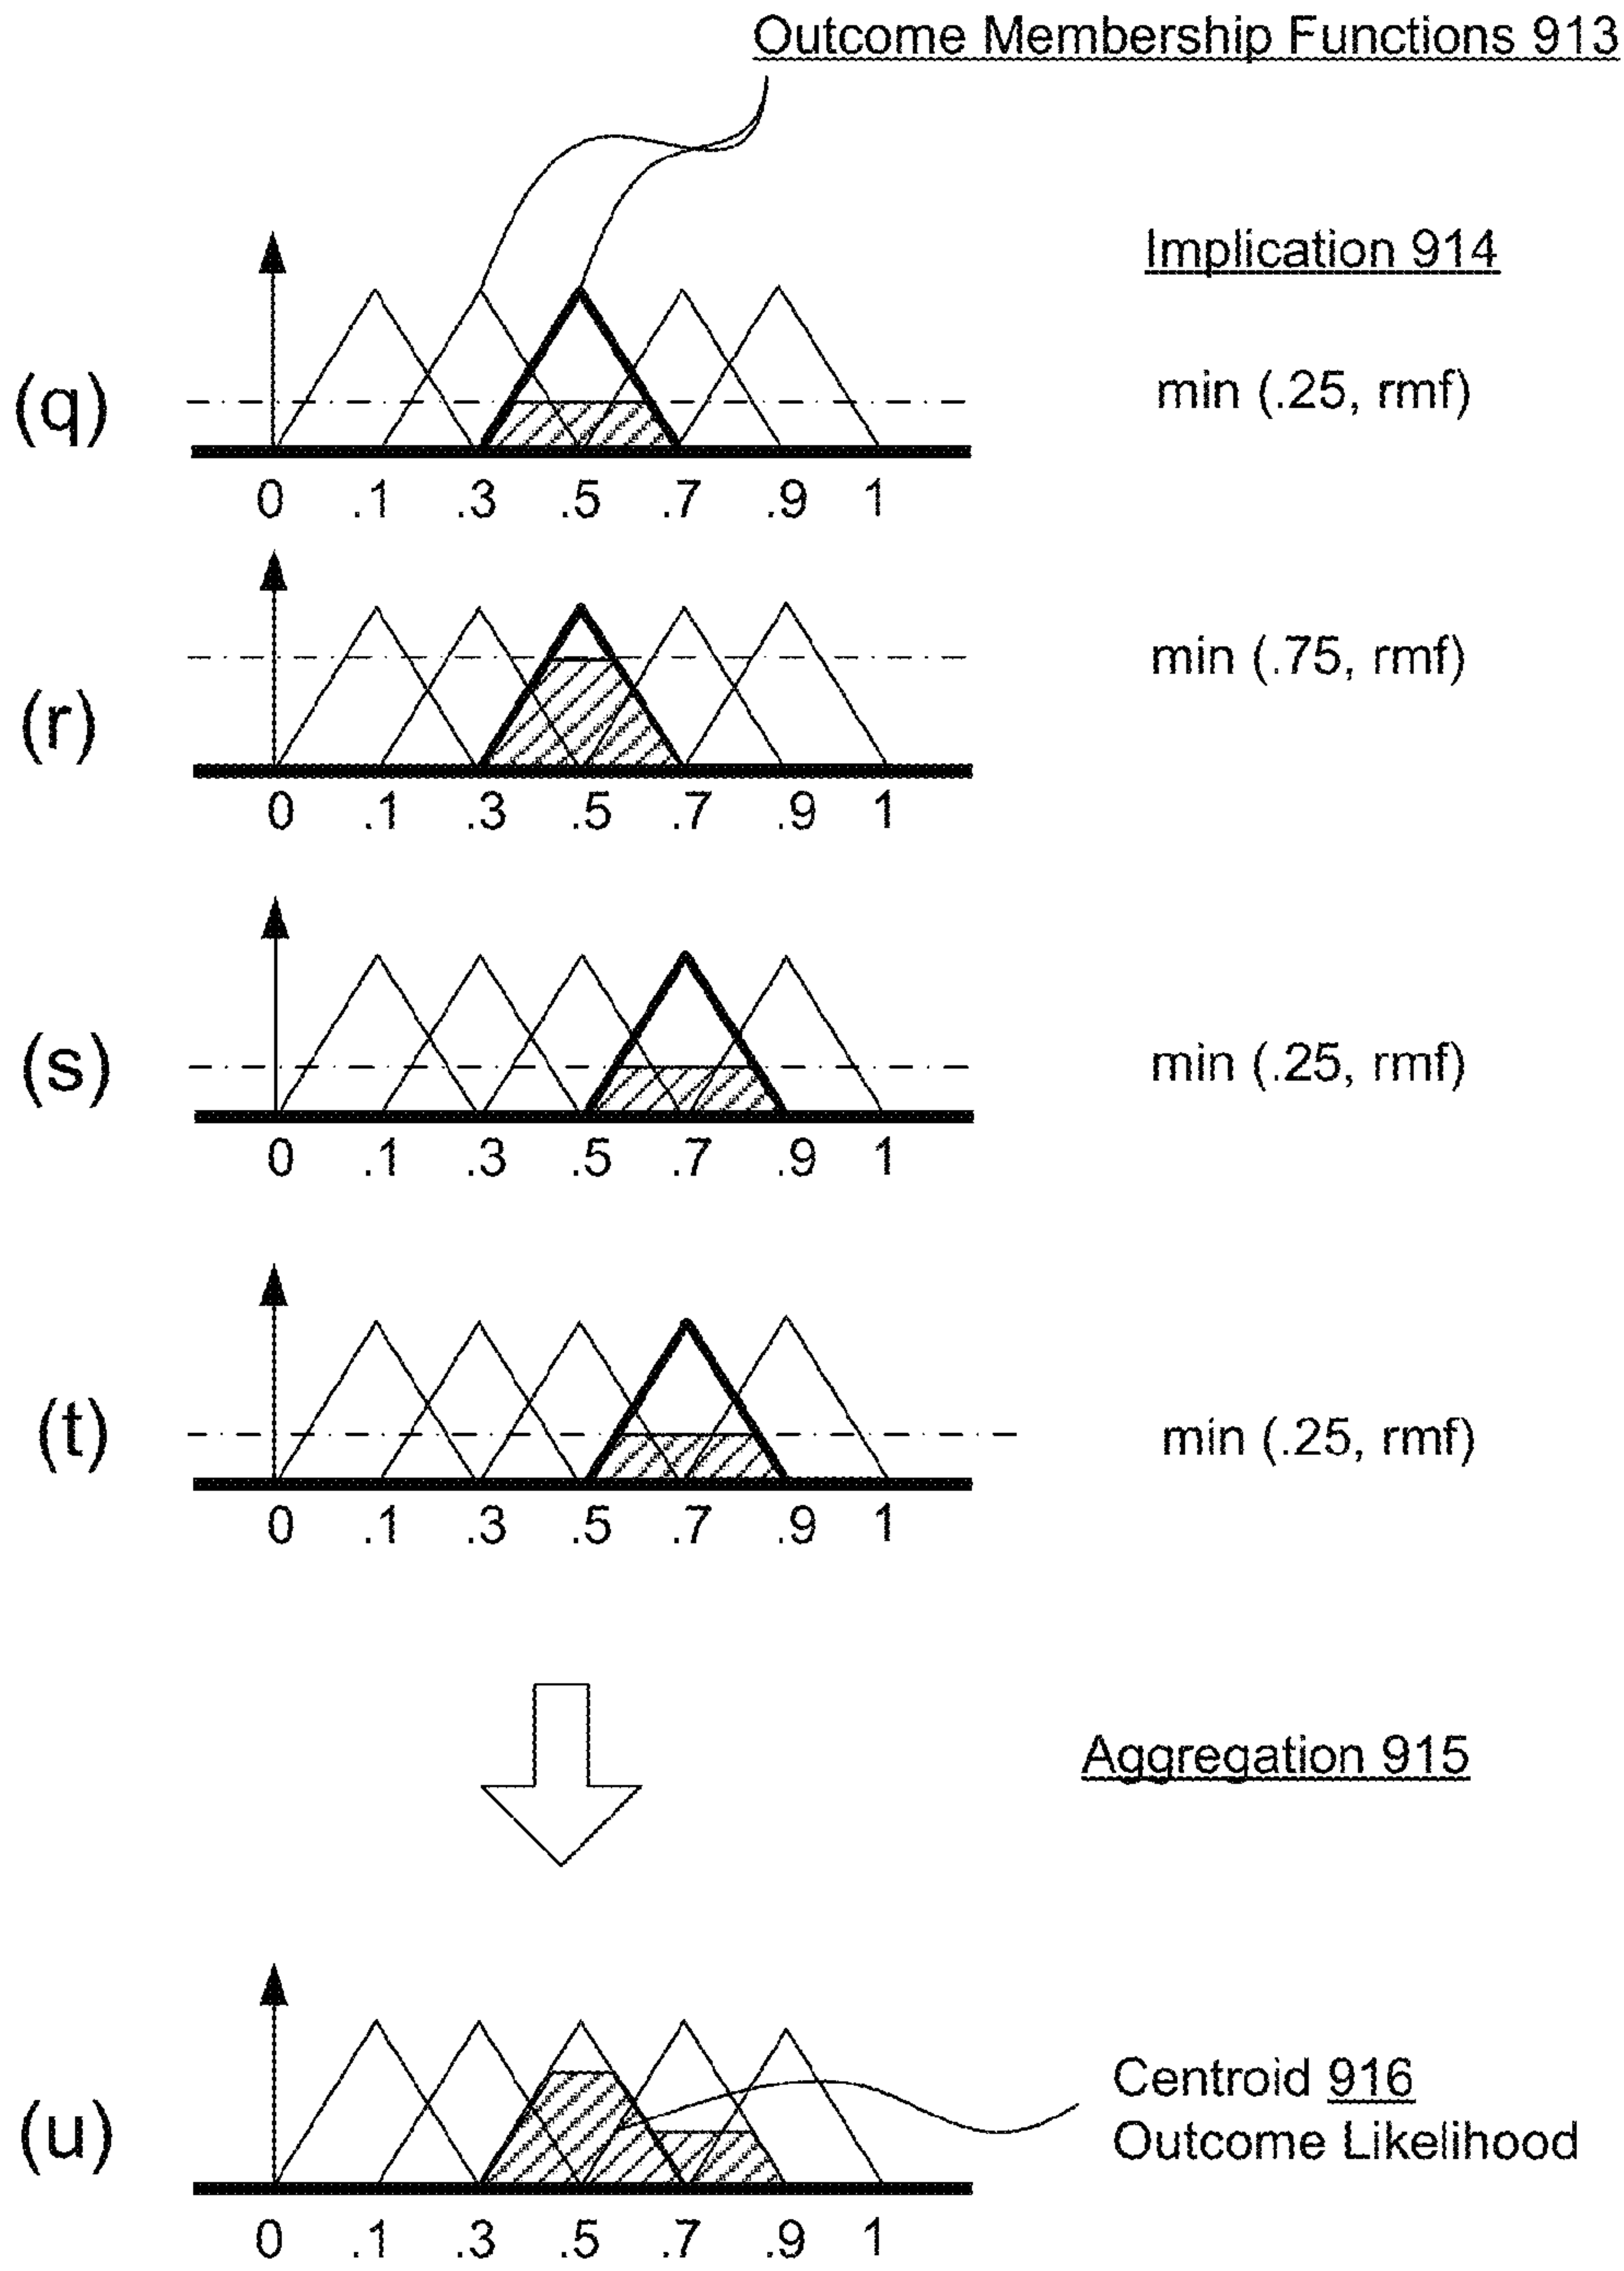 Outcome Membership Functions 913
Implication 914
(q)
min (.25, rmf)
0 .1 .3 .5 .7 .9 1
(r)
min (.75, rmf)
0 .1 .3 .5 .7 .9 1
(s)
min (.25, rmf)
0 .1 .3 .5 .7 .9 1
(t)
min (.25, rmf)
0 .1 .3 .5 .7 .9 1
Aggregation 915
(u)
Centroid 916
Outcome Likelihood
0 .1 .3 .5 .7 .9 1